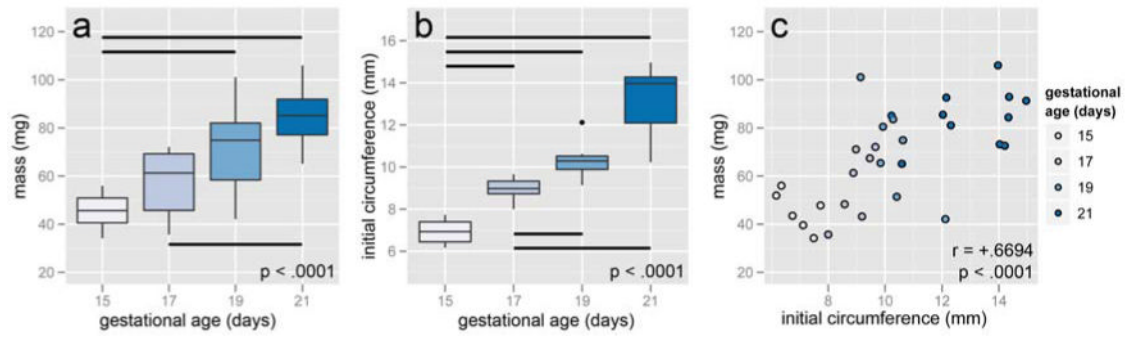 a
120
100
80
60
40
20
mass (mg)
p < .0001
15 17 19 21
gestational age (days)
b
16
14
12
10
8
6
initial circumference (mm)
p < .0001
15 17 19 21
gestational age (days)
c
120
100
80
60
40
20
mass (mg)
r = +.6694
p < .0001
8 10 12 14
initial circumference (mm)
gestational
age (days)
15
17
19
21